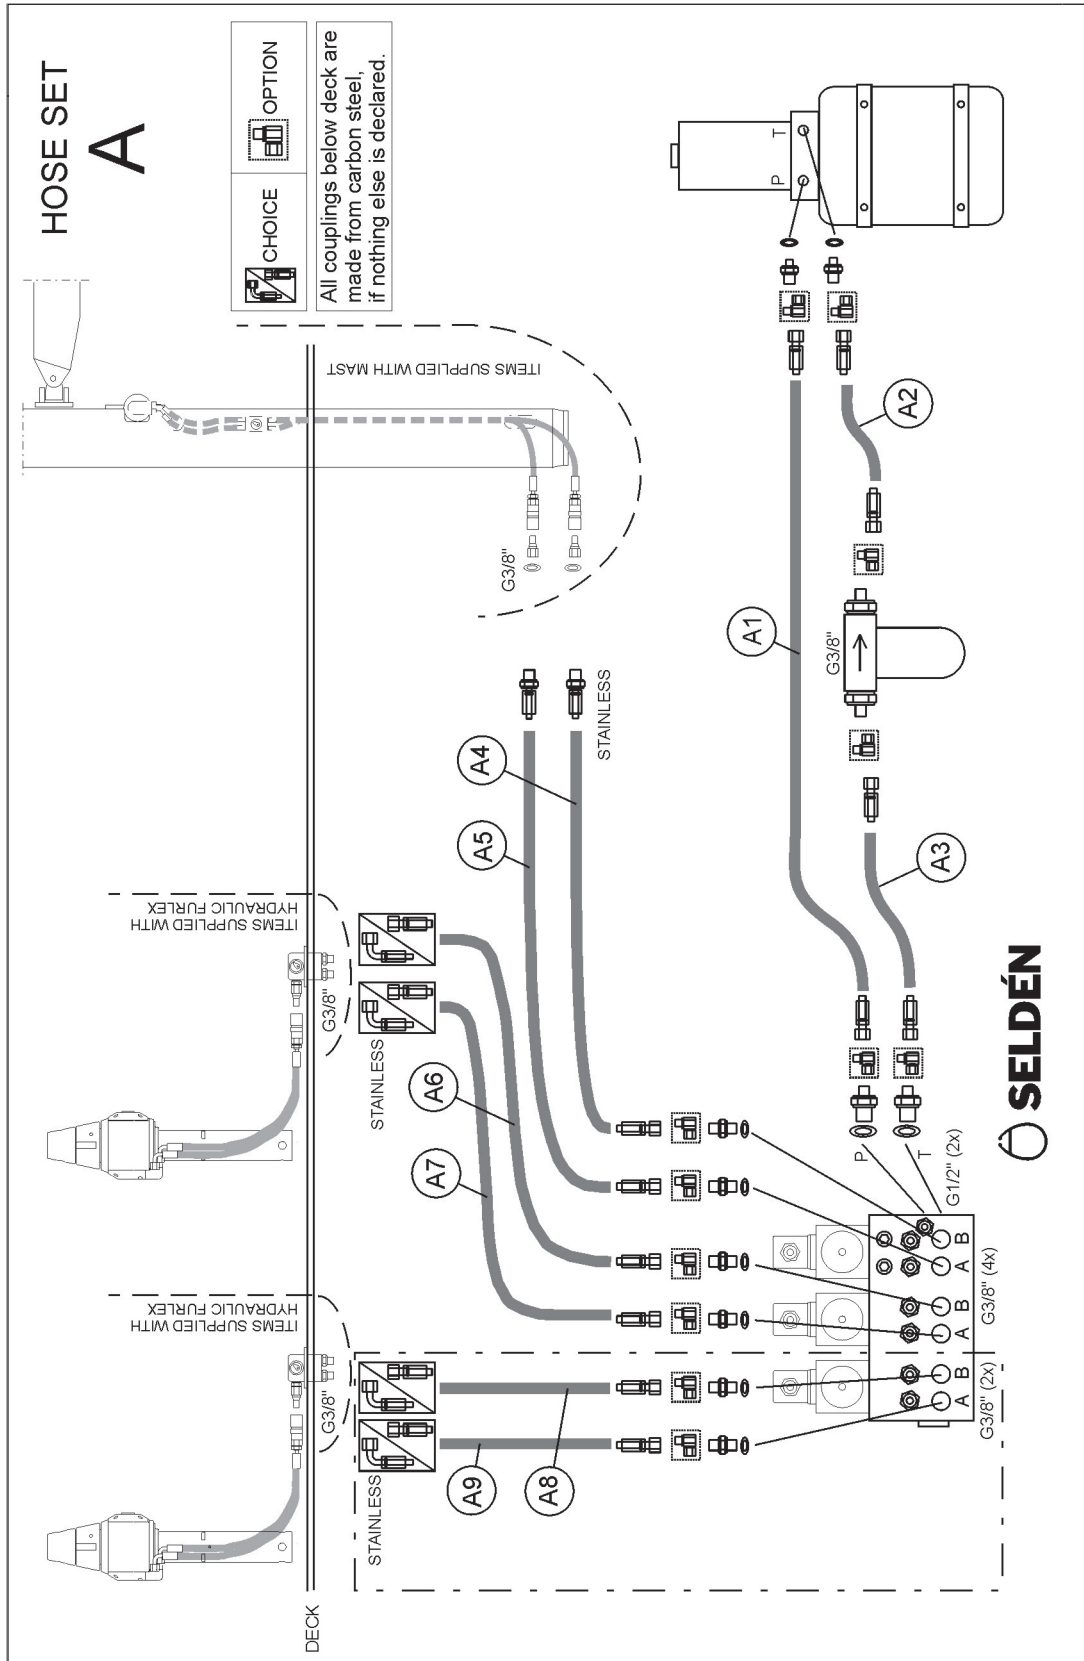 HOSE SET
A
CHOICE
OPTION
All couplings below deck are
made from carbon steel,
if nothing else is declared.
ITEMS SUPPLIED WITH MAST
G3/8"
ITEMS SUPPLIED WITH
HYDRAULIC FURLEX
G3/8"
ITEMS SUPPLIED WITH
HYDRAULIC FURLEX
G3/8"
DECK
STAINLESS
STAINLESS
STAINLESS
A9
A8
A7
A6
A5
A4
A1
A2
A3
G3/8"
P
T
P
T
G1/2" (2x)
A
B
A
B
A
B
G3/8" (2x)
G3/8" (4x)
SELDÉN